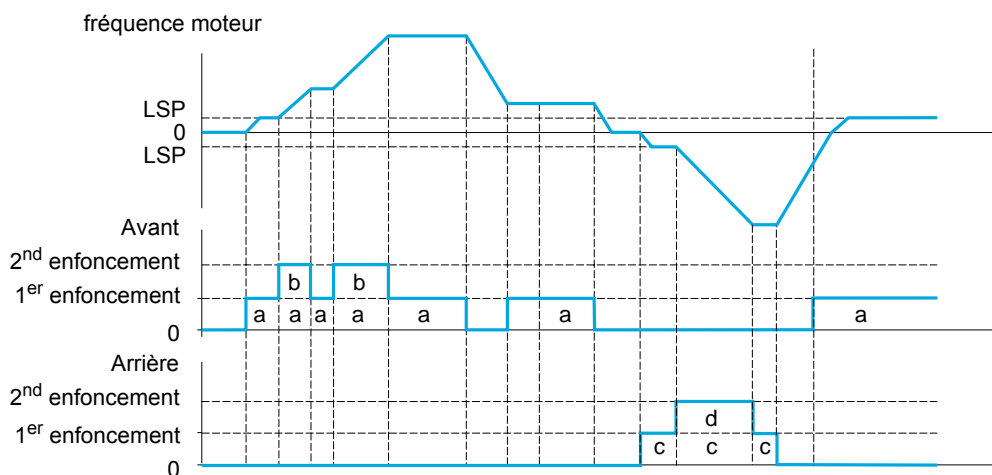 fréquence moteur
LSP
0
LSP
Avant
2nd enfoncement
b b
1er enfoncement
a a a a a a a
0
Arrière
2nd enfoncement
d
1er enfoncement
c c c
0